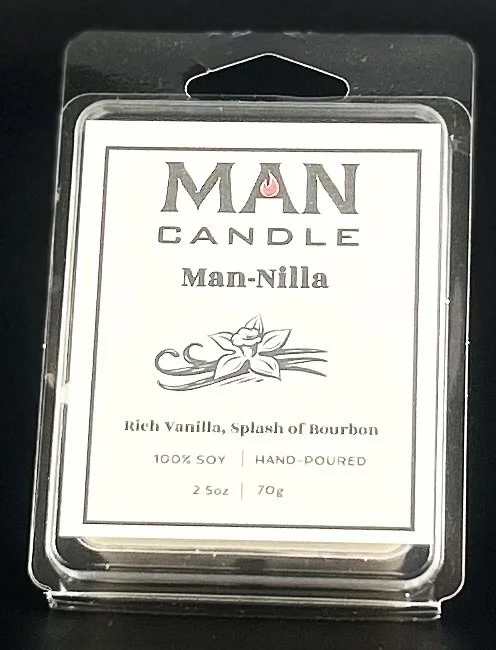 MAN
CANDLE
Man-Nilla
Rich Vanilla, Splash of Bourbon
100% SOY | HAND-POURED
2 5oz | 70g